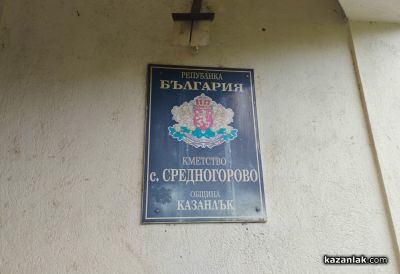 РЕПУБЛИКА
БЪЛГАРИЯ
КМЕТСТВО
с. СРЕДНОГОРОВО
ОБЩИНА
КАЗАНЛЪК
kazanlak.com